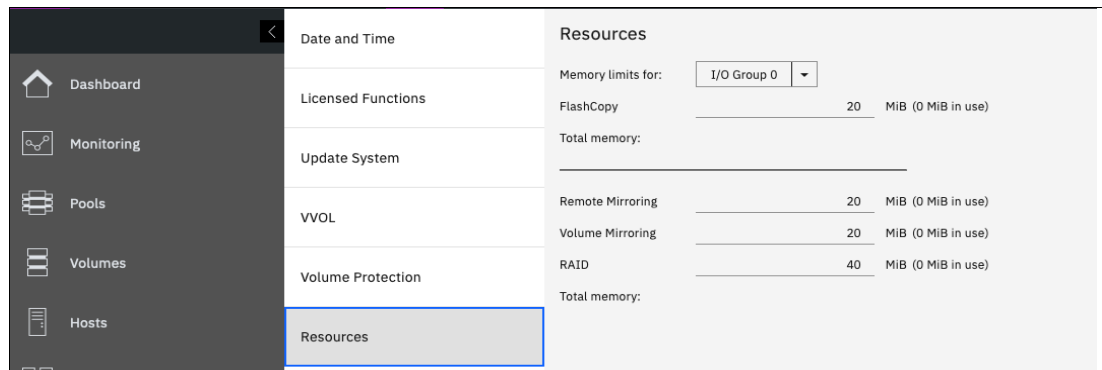 Dashboard
Monitoring
Pools
Volumes
Hosts
Date and Time
Licensed Functions
Update System
VVOL
Volume Protection
Resources
Resources
Memory limits for: I/O Group 0
FlashCopy 20 MiB (0 MiB in use)
Total memory:
Remote Mirroring 20 MiB (0 MiB in use)
Volume Mirroring 20 MiB (0 MiB in use)
RAID 40 MiB (0 MiB in use)
Total memory: